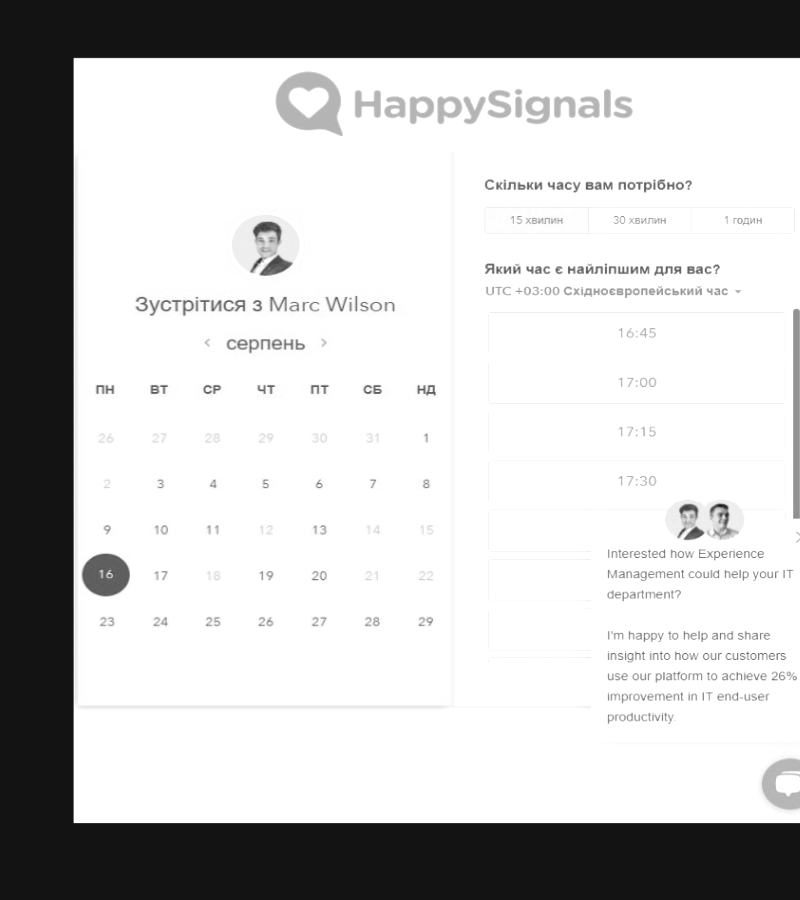 HappySignals
Зустрітися з Marc Wilson
серпень
ПН ВТ СР ЧТ ПТ СБ НД
26 27 28 29 30 31 1
2 3 4 5 6 7 8
9 10 11 12 13 14 15
16 17 18 19 20 21 22
23 24 25 26 27 28 29
Скільки часу вам потрібно?
15 хвилин 30 хвилин 1 годин
Який час є найліпшим для вас?
UTC +03:00 Східноєвропейський час
16:45
17:00
17:15
17:30
Interested how Experience
Management could help your IT
department?
I'm happy to help and share
insight into how our customers
use our platform to achieve 26%
improvement in IT end-user
productivity.